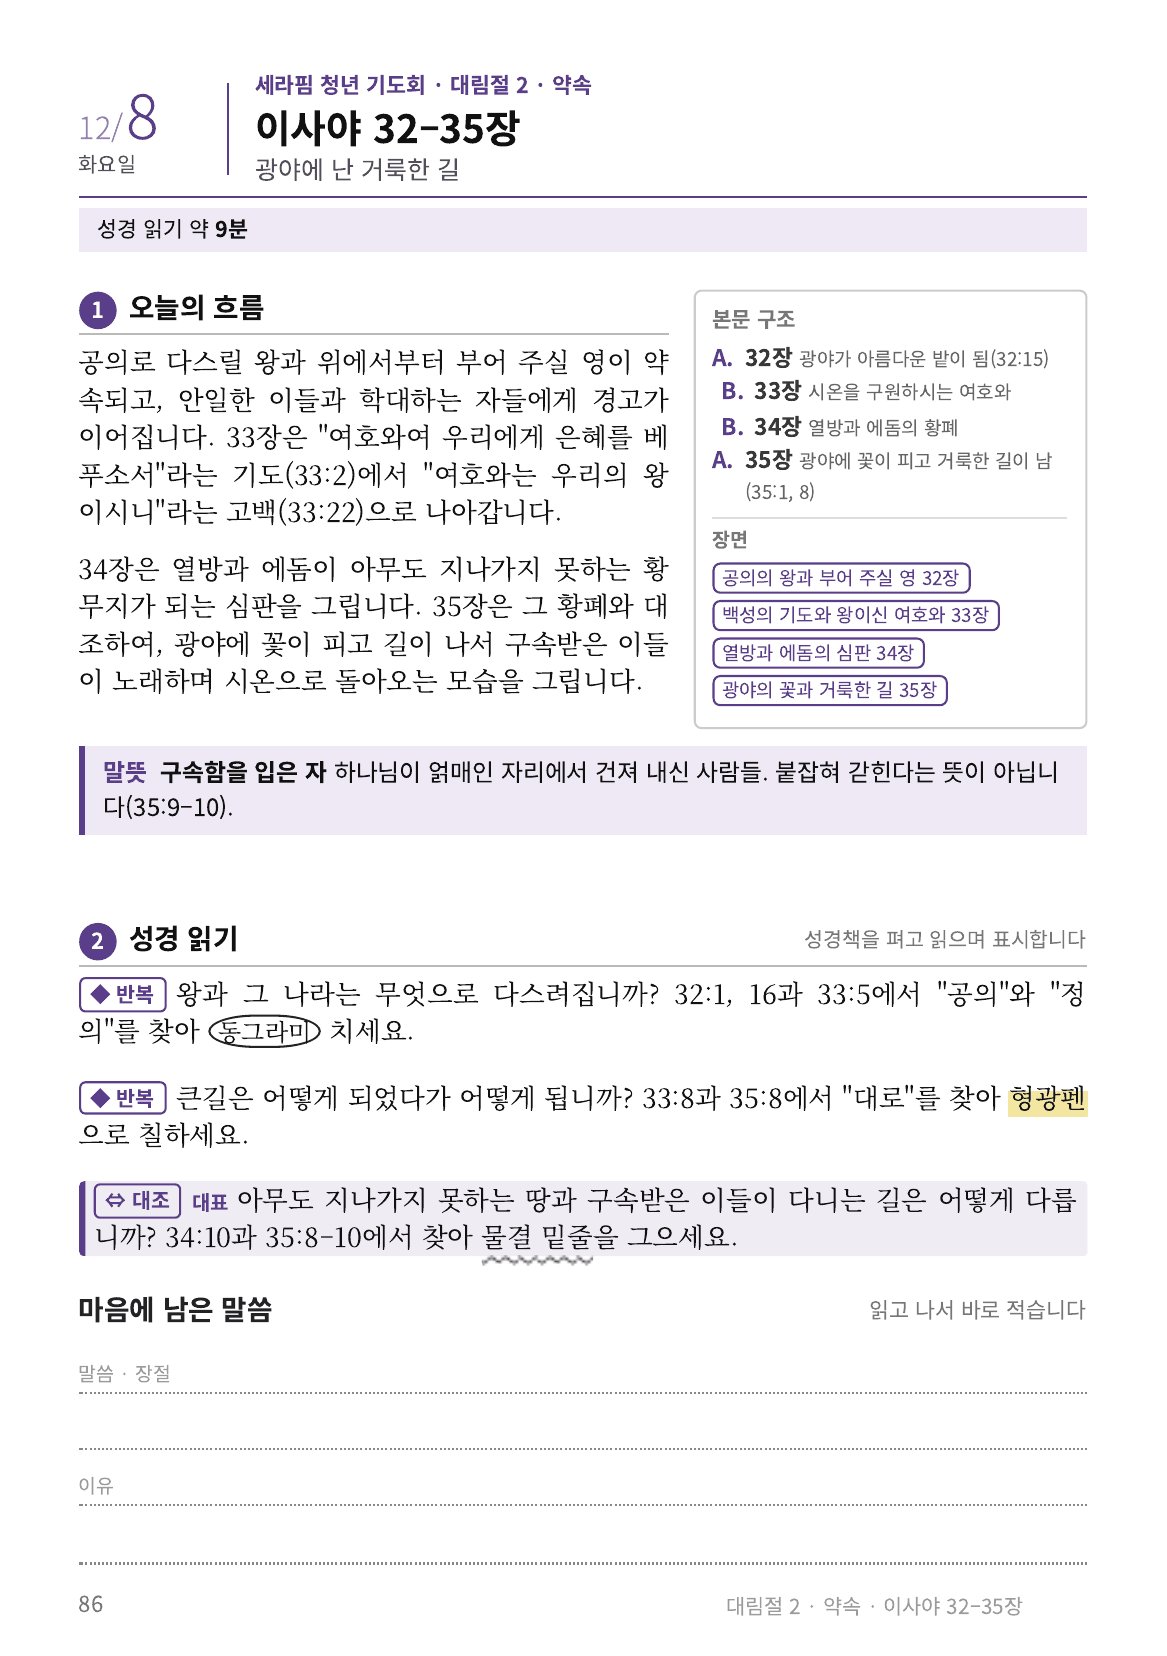 12/8
화요일
세라핌 청년 기도회 · 대림절 2 · 약속
이사야 32–35장
광야에 난 거룩한 길
성경 읽기 약 9분
1 오늘의 흐름
공의로 다스릴 왕과 위에서부터 부어 주실 영이 약
속되고, 안일한 이들과 학대하는 자들에게 경고가
이어집니다. 33장은 "여호와여 우리에게 은혜를 베
푸소서"라는 기도(33:2)에서 "여호와는 우리의 왕
이시니"라는 고백(33:22)으로 나아갑니다.
34장은 열방과 에돔이 아무도 지나가지 못하는 황
무지가 되는 심판을 그립니다. 35장은 그 황폐와 대
조하여, 광야에 꽃이 피고 길이 나서 구속받은 이들
이 노래하며 시온으로 돌아오는 모습을 그립니다.
본문 구조
A. 32장 광야가 아름다운 밭이 됨(32:15)
B. 33장 시온을 구원하시는 여호와
B. 34장 열방과 에돔의 황폐
A. 35장 광야에 꽃이 피고 거룩한 길이 남
(35:1, 8)
장면
공의의 왕과 부어 주실 영 32장
백성의 기도와 왕이신 여호와 33장
열방과 에돔의 심판 34장
광야의 꽃과 거룩한 길 35장
말뜻 구속함을 입은 자 하나님이 얽매인 자리에서 건져 내신 사람들. 붙잡혀 갇힌다는 뜻이 아닙니
다(35:9–10).
2 성경 읽기
성경책을 펴고 읽으며 표시합니다
◆ 반복 왕과 그 나라는 무엇으로 다스려집니까? 32:1, 16과 33:5에서 "공의"와 "정
의"를 찾아 동그라미 치세요.
◆ 반복 큰길은 어떻게 되었다가 어떻게 됩니까? 33:8과 35:8에서 "대로"를 찾아 형광펜
으로 칠하세요.
⇔ 대조 대표 아무도 지나가지 못하는 땅과 구속받은 이들이 다니는 길은 어떻게 다릅
니까? 34:10과 35:8–10에서 찾아 물결 밑줄을 그으세요.
마음에 남은 말씀
읽고 나서 바로 적습니다
말씀 · 장절
이유
86
대림절 2 · 약속 · 이사야 32–35장